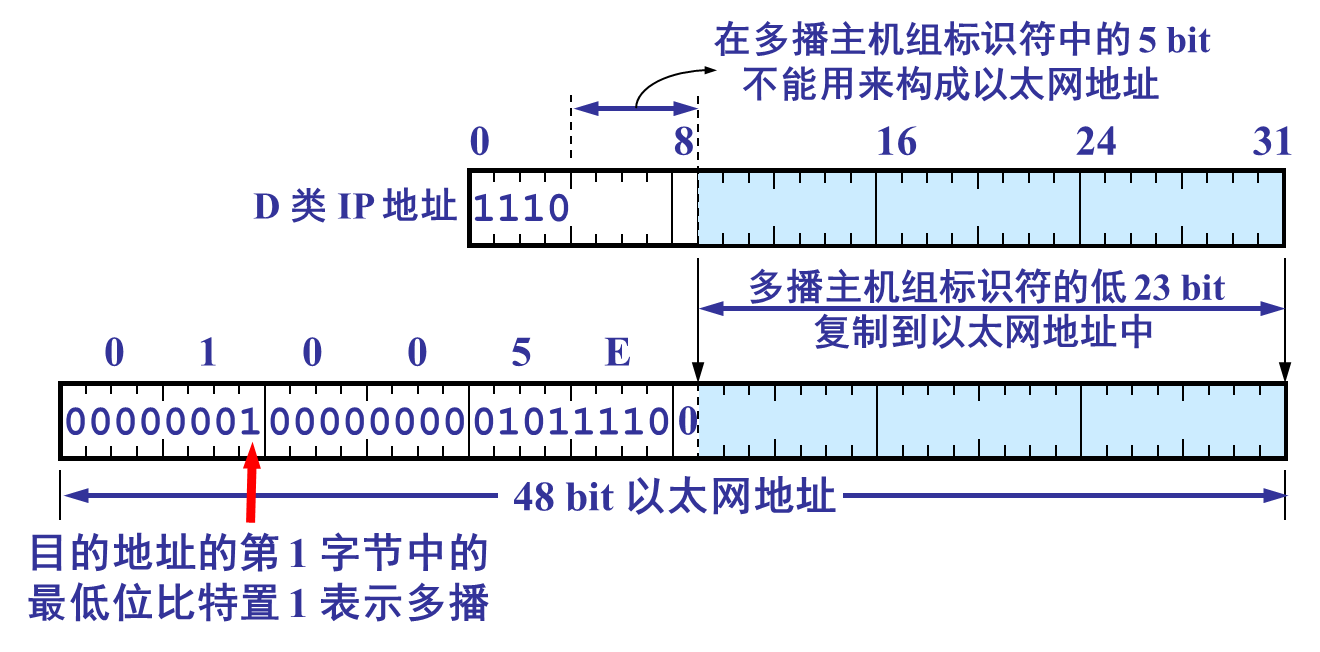 在多播主机组标识符中的 5 bit
不能用来构成以太网地址
0 8 16 24 31
D 类 IP 地址 1110
多播主机组标识符的低 23 bit
复制到以太网地址中
0 1 0 0 5 E
00000001 00000000 01011110 0
48 bit 以太网地址
目的地址的第 1 字节中的
最低位比特置 1 表示多播